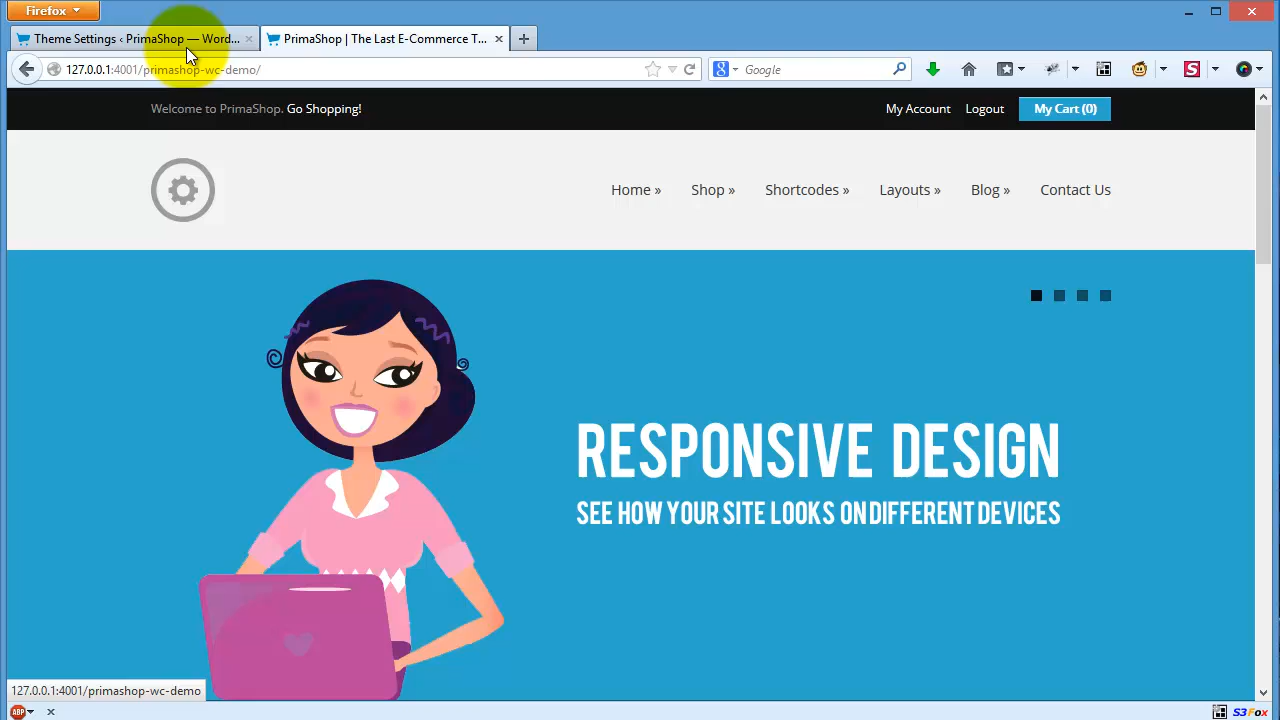 Firefox
Theme Settings ‹ PrimaShop — Word...
PrimaShop | The Last E-Commerce T...
127.0.0.1:4001/primashop-wc-demo/
Google
Welcome to PrimaShop. Go Shopping!
My Account
Logout
My Cart (0)
Home »
Shop »
Shortcodes »
Layouts »
Blog »
Contact Us
RESPONSIVE DESIGN
SEE HOW YOUR SITE LOOKS ON DIFFERENT DEVICES
127.0.0.1:4001/primashop-wc-demo
ABP
S3Fox